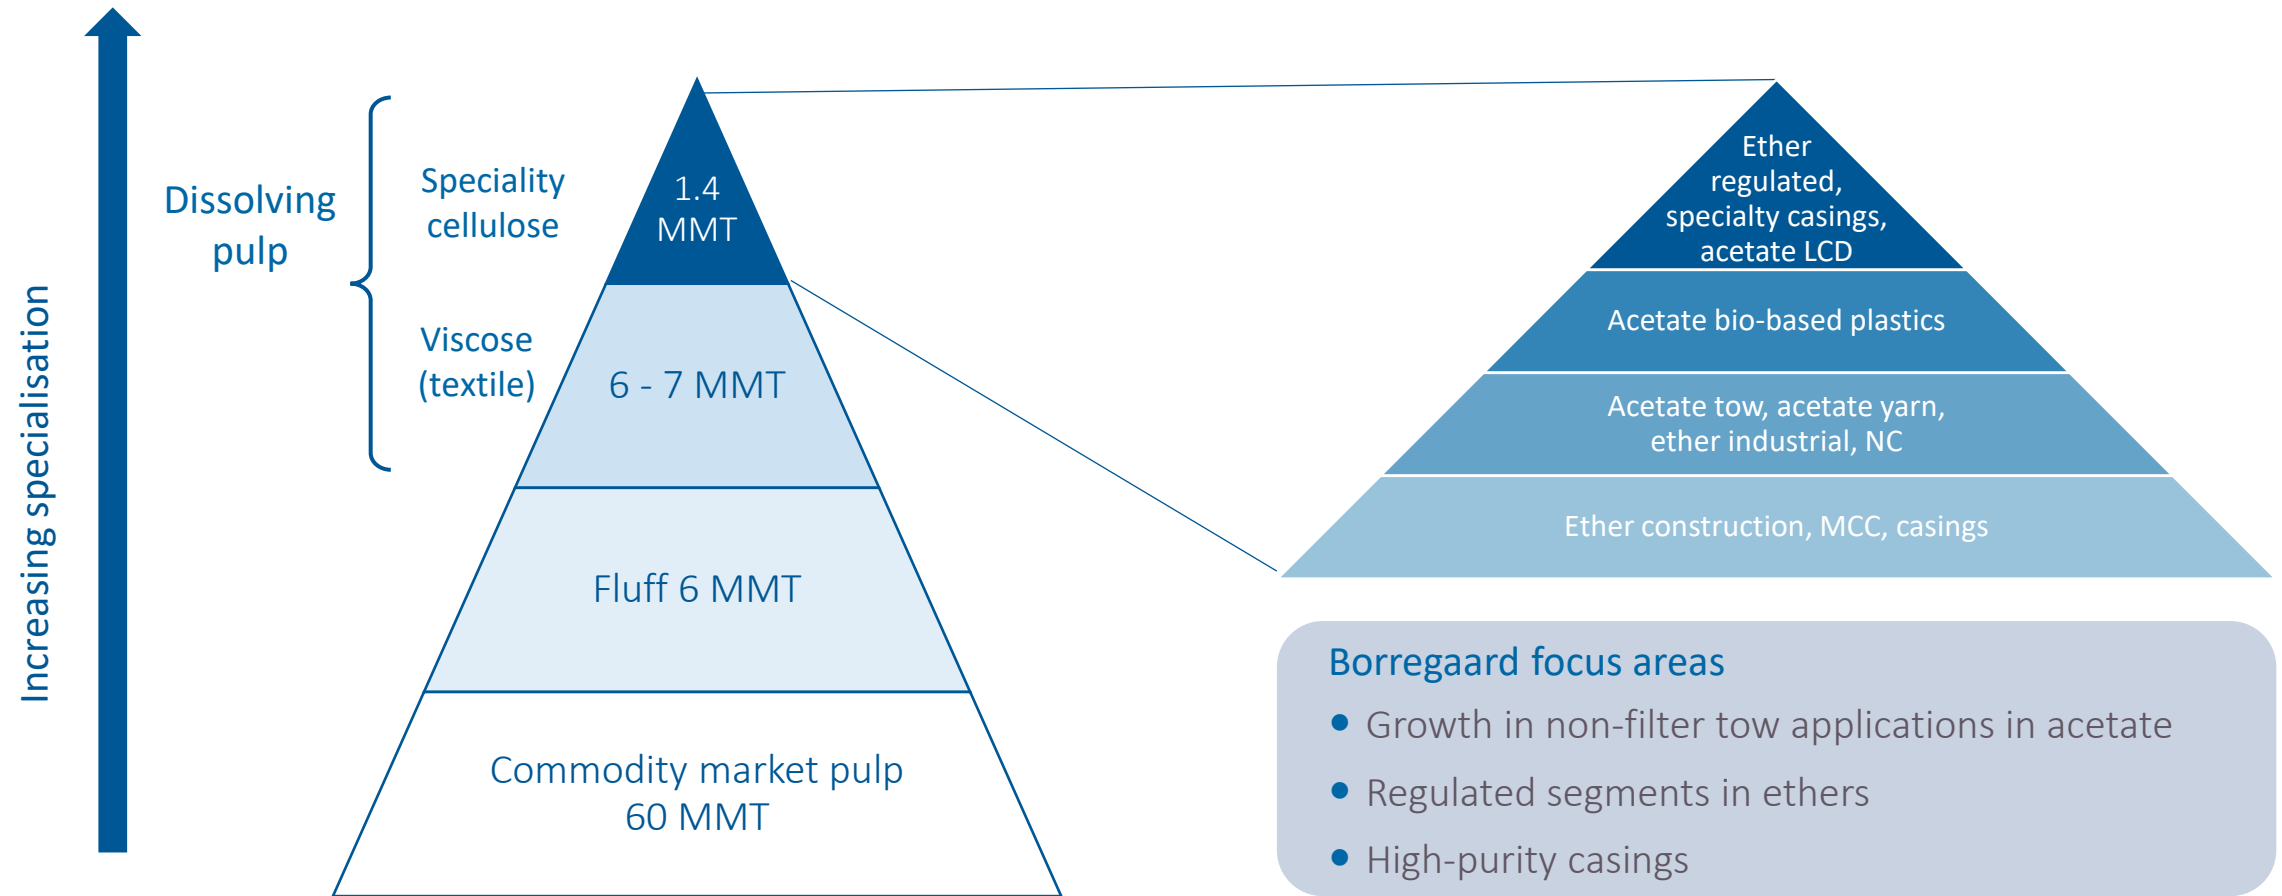 Increasing specialisation
Dissolving
pulp
Speciality
cellulose
Viscose
(textile)
1.4
MMT
6 - 7 MMT
Fluff 6 MMT
Commodity market pulp
60 MMT
Ether
regulated,
specialty casings,
acetate LCD
Acetate bio-based plastics
Acetate tow, acetate yarn,
ether industrial, NC
Ether construction, MCC, casings
Borregaard focus areas
• Growth in non-filter tow applications in acetate
• Regulated segments in ethers
• High-purity casings